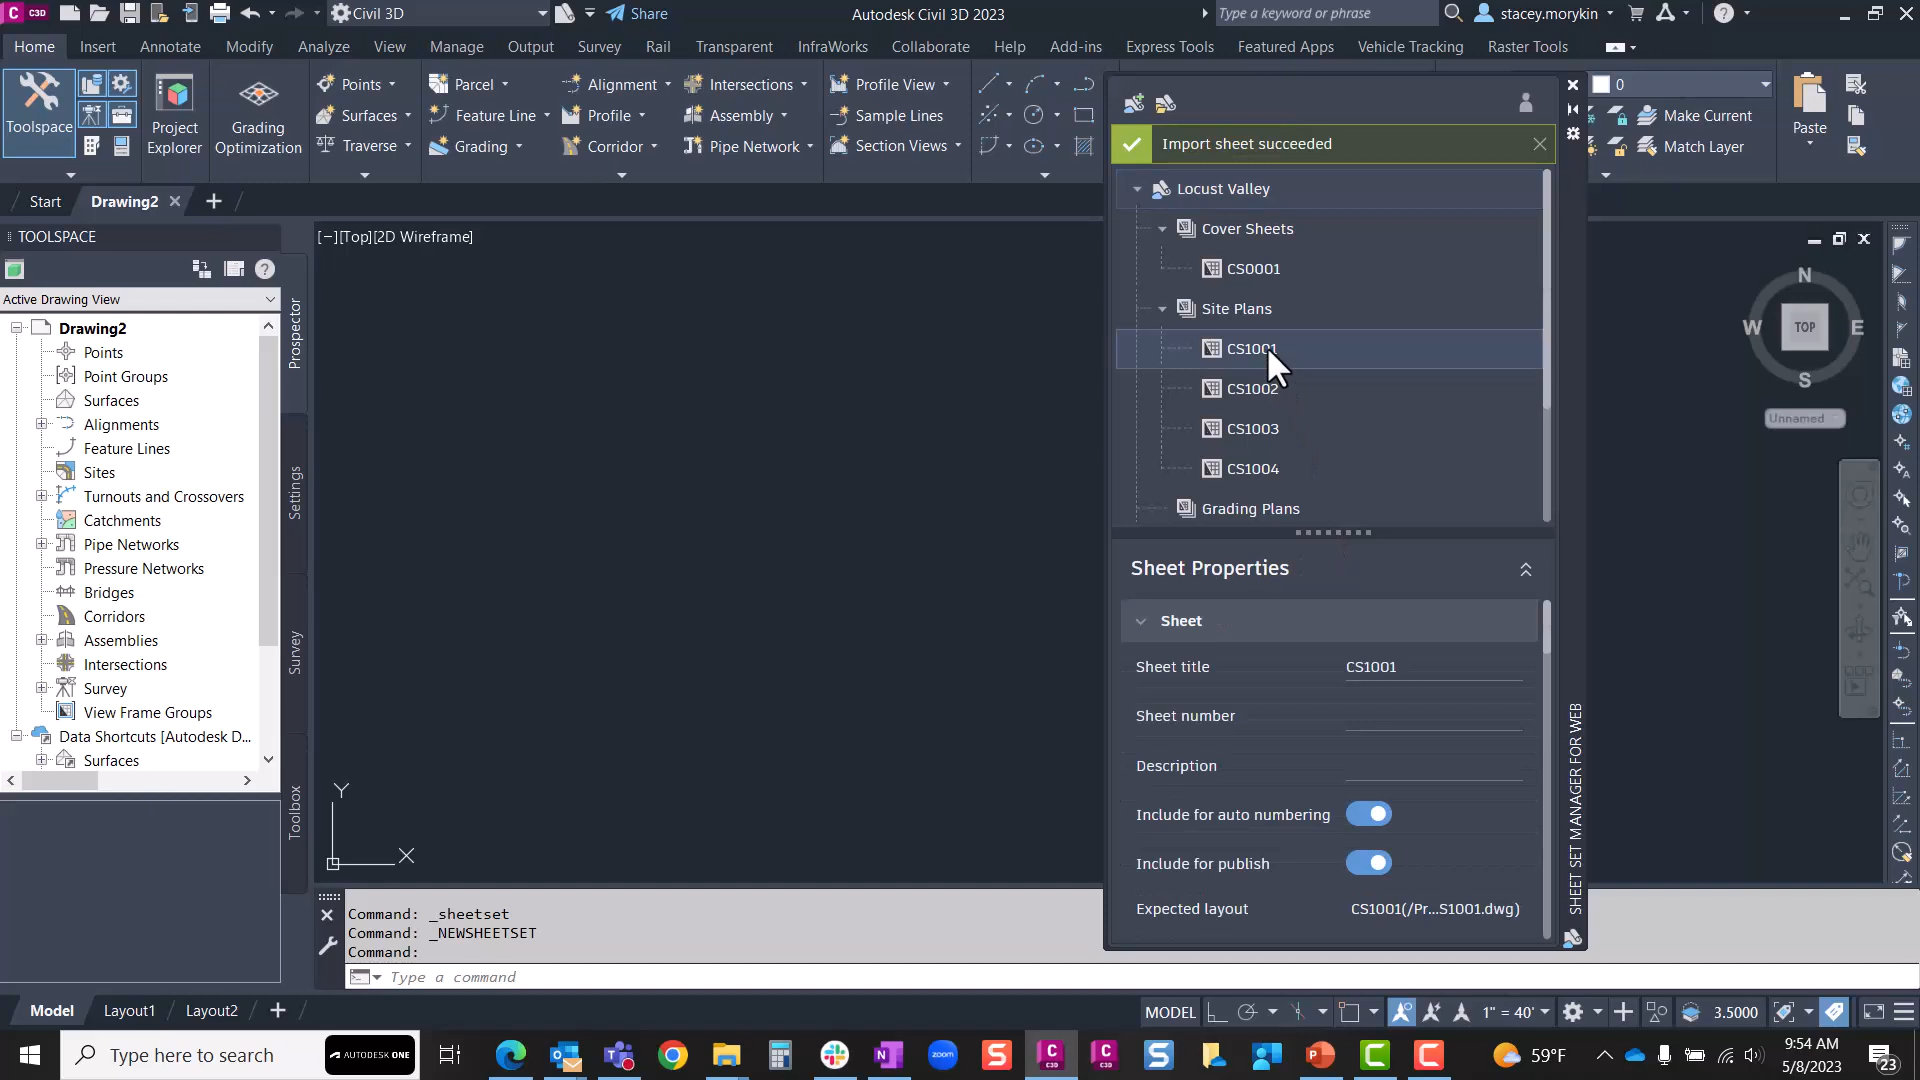 C3D
Civil 3D
Share
Autodesk Civil 3D 2023
Type a keyword or phrase
stacey.morykin
Home
Insert
Annotate
Modify
Analyze
View
Manage
Output
Survey
Rail
Transparent
InfraWorks
Collaborate
Help
Add-ins
Express Tools
Featured Apps
Vehicle Tracking
Raster Tools
Toolspace
Project Explorer
Grading Optimization
Points
Surfaces
Traverse
Parcel
Feature Line
Grading
Alignment
Profile
Corridor
Intersections
Assembly
Pipe Network
Profile View
Sample Lines
Section Views
0
Make Current
Match Layer
Paste
Start
Drawing2
TOOLSPACE
Active Drawing View
Drawing2
Points
Point Groups
Surfaces
Alignments
Feature Lines
Sites
Turnouts and Crossovers
Catchments
Pipe Networks
Pressure Networks
Bridges
Corridors
Assemblies
Intersections
Survey
View Frame Groups
Data Shortcuts [Autodesk D...
Surfaces
Prospector
Settings
Survey
Toolbox
[−][Top][2D Wireframe]
Y
X
Import sheet succeeded
Locust Valley
Cover Sheets
CS0001
Site Plans
CS1001
CS1002
CS1003
CS1004
Grading Plans
Sheet Properties
Sheet
Sheet title CS1001
Sheet number
Description
Include for auto numbering
Include for publish
Expected layout CS1001(/Pr...S1001.dwg)
SHEET SET MANAGER FOR WEB
N
W TOP E
S
Unnamed
Command: _sheetset
Command: _NEWSHEETSET
Command:
Type a command
Model
Layout1
Layout2
MODEL
1" = 40'
3.5000
Type here to search
AUTODESK ONE
zoom
59°F
9:54 AM
5/8/2023
23